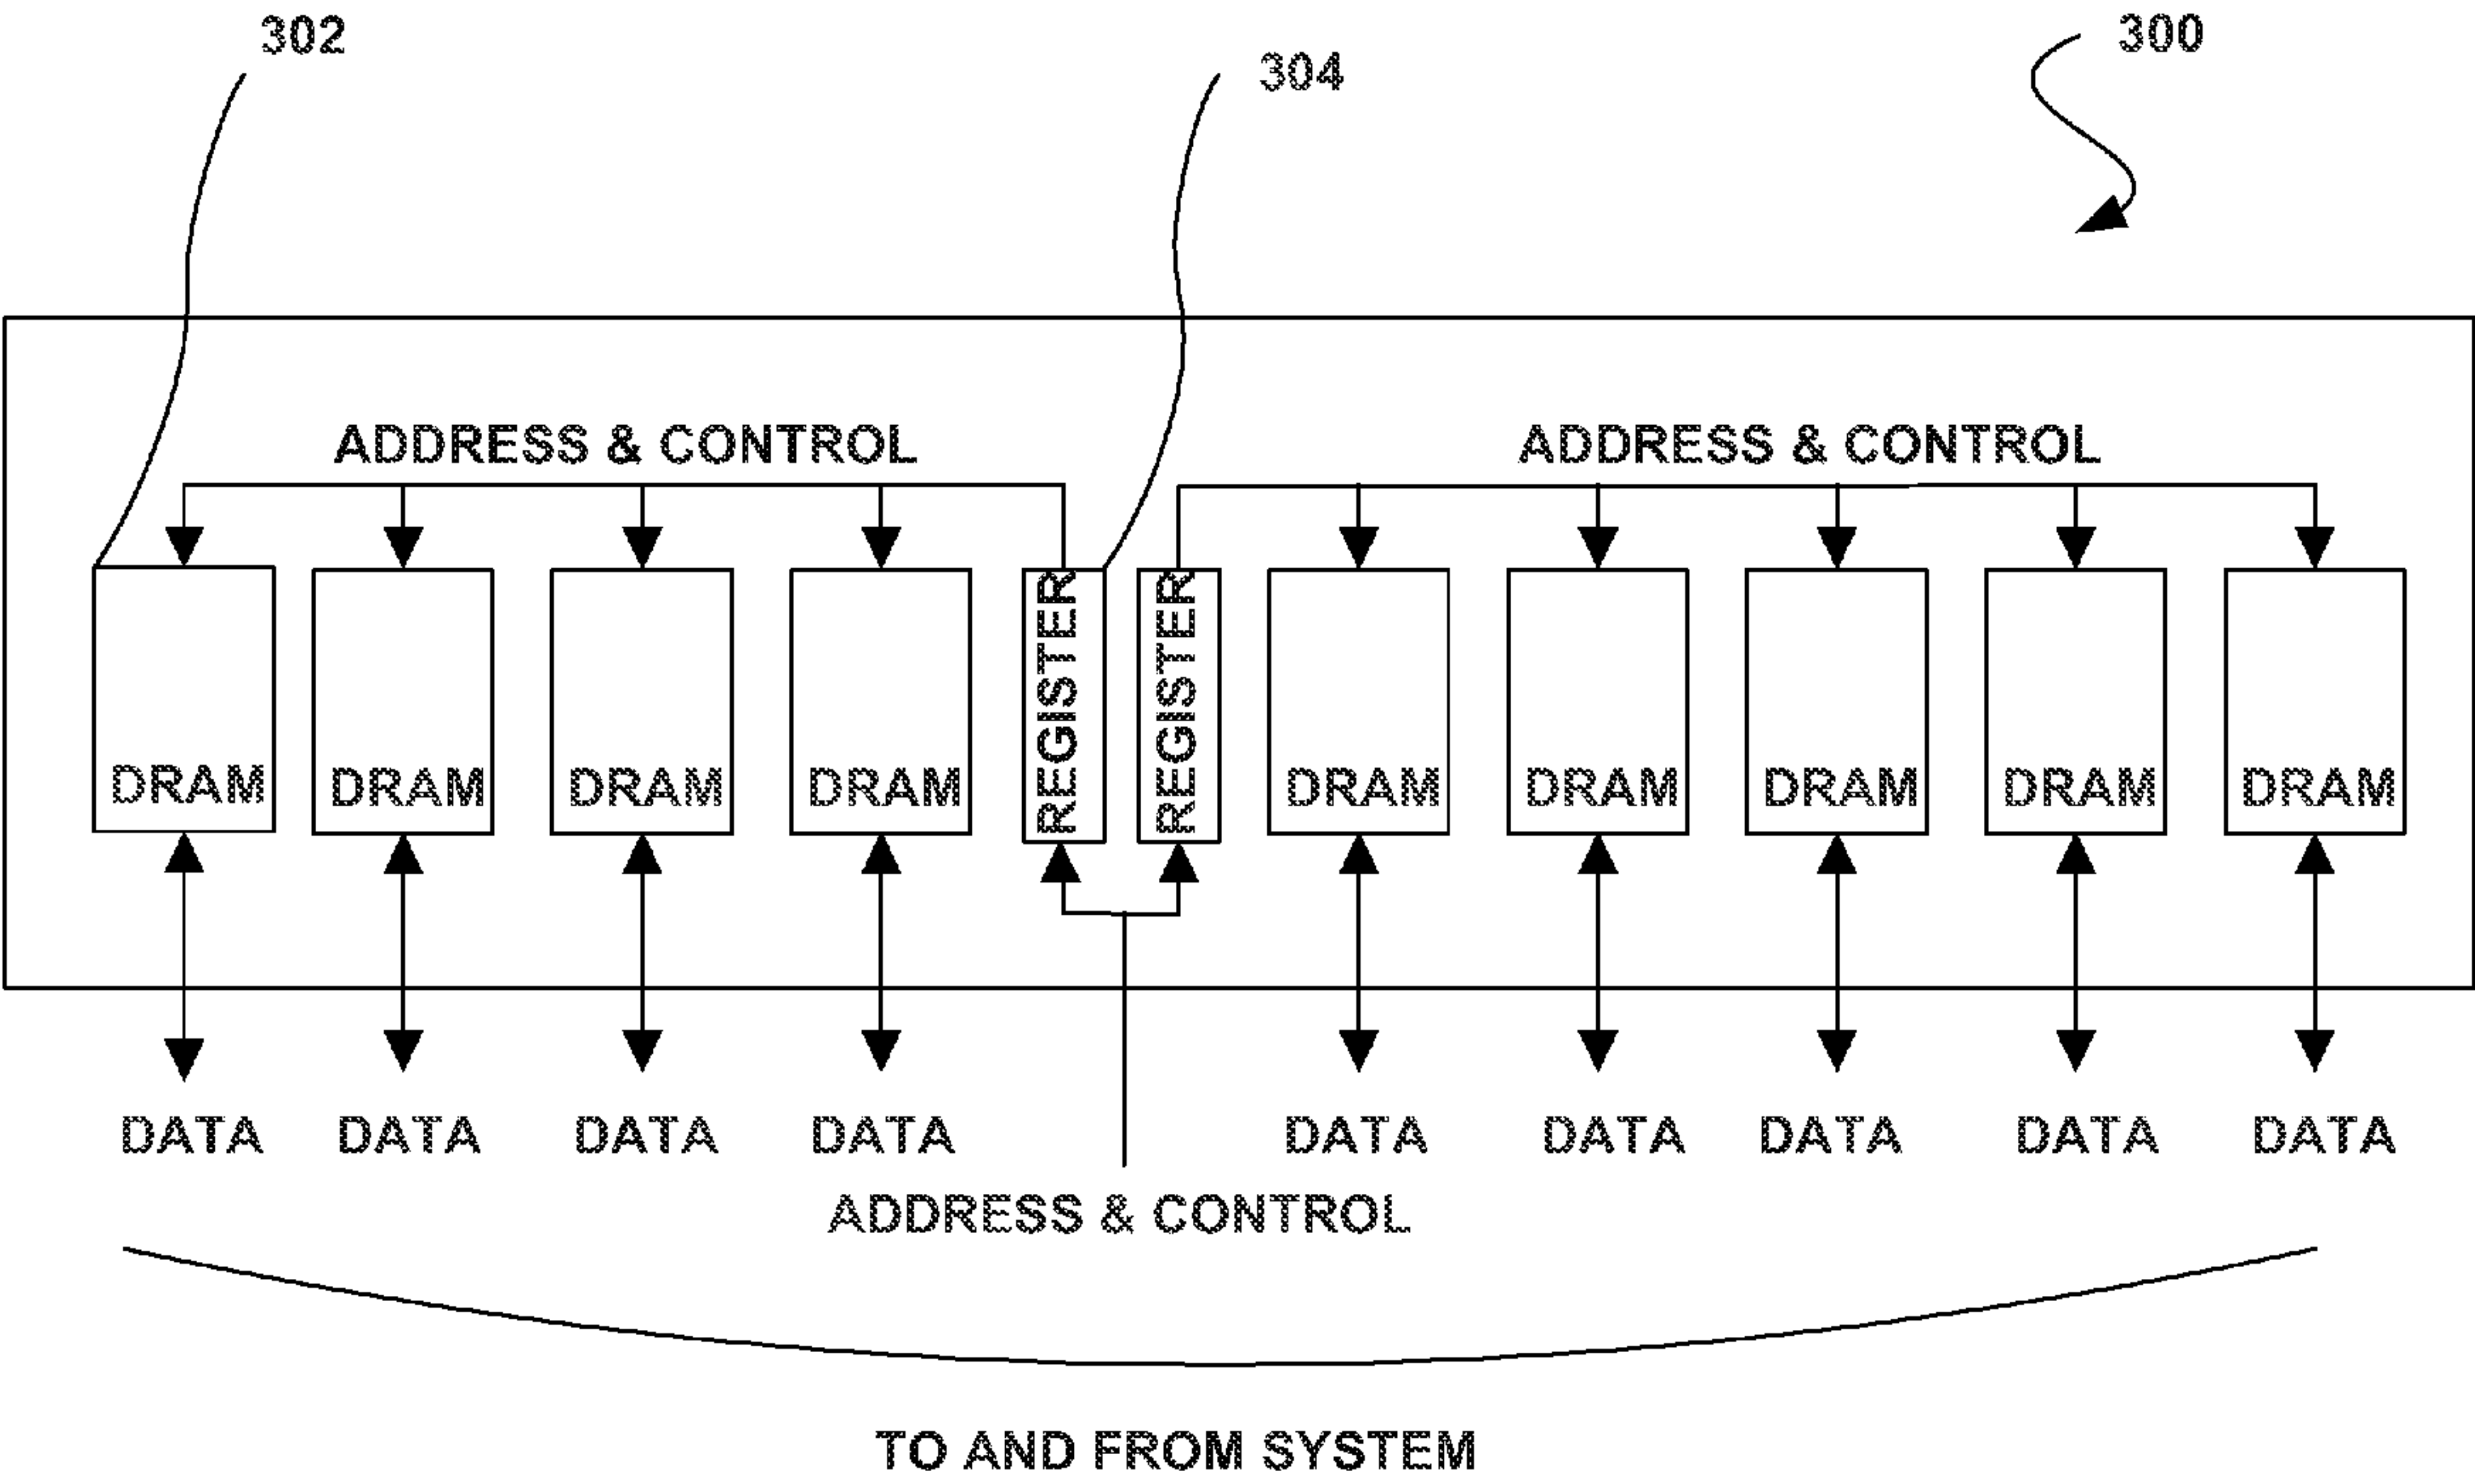 302
304
300
ADDRESS & CONTROL
ADDRESS & CONTROL
DRAM
DRAM
DRAM
DRAM
REGISTER
REGISTER
DRAM
DRAM
DRAM
DRAM
DRAM
DATA
DATA
DATA
DATA
DATA
DATA
DATA
DATA
DATA
ADDRESS & CONTROL
TO AND FROM SYSTEM